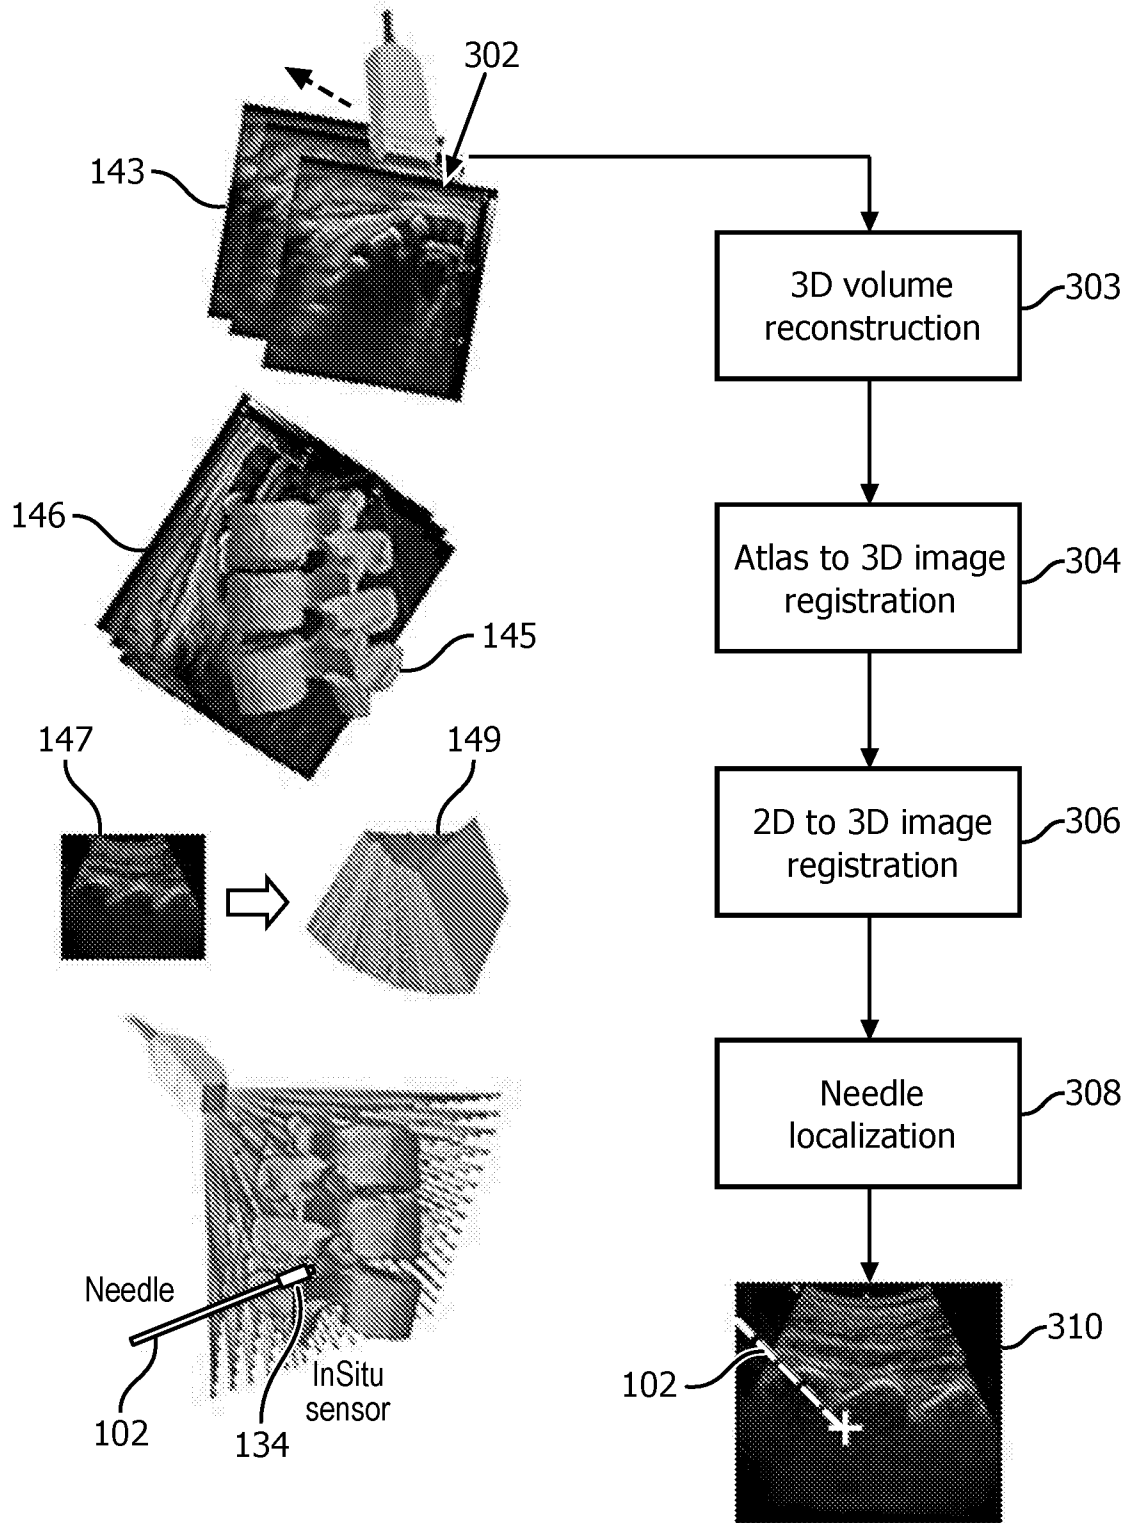 302
143
3D volume
reconstruction
303
146
Atlas to 3D image
registration
304
145
147
149
2D to 3D image
registration
306
Needle
localization
308
Needle
InSitu
sensor
102
134
310
102